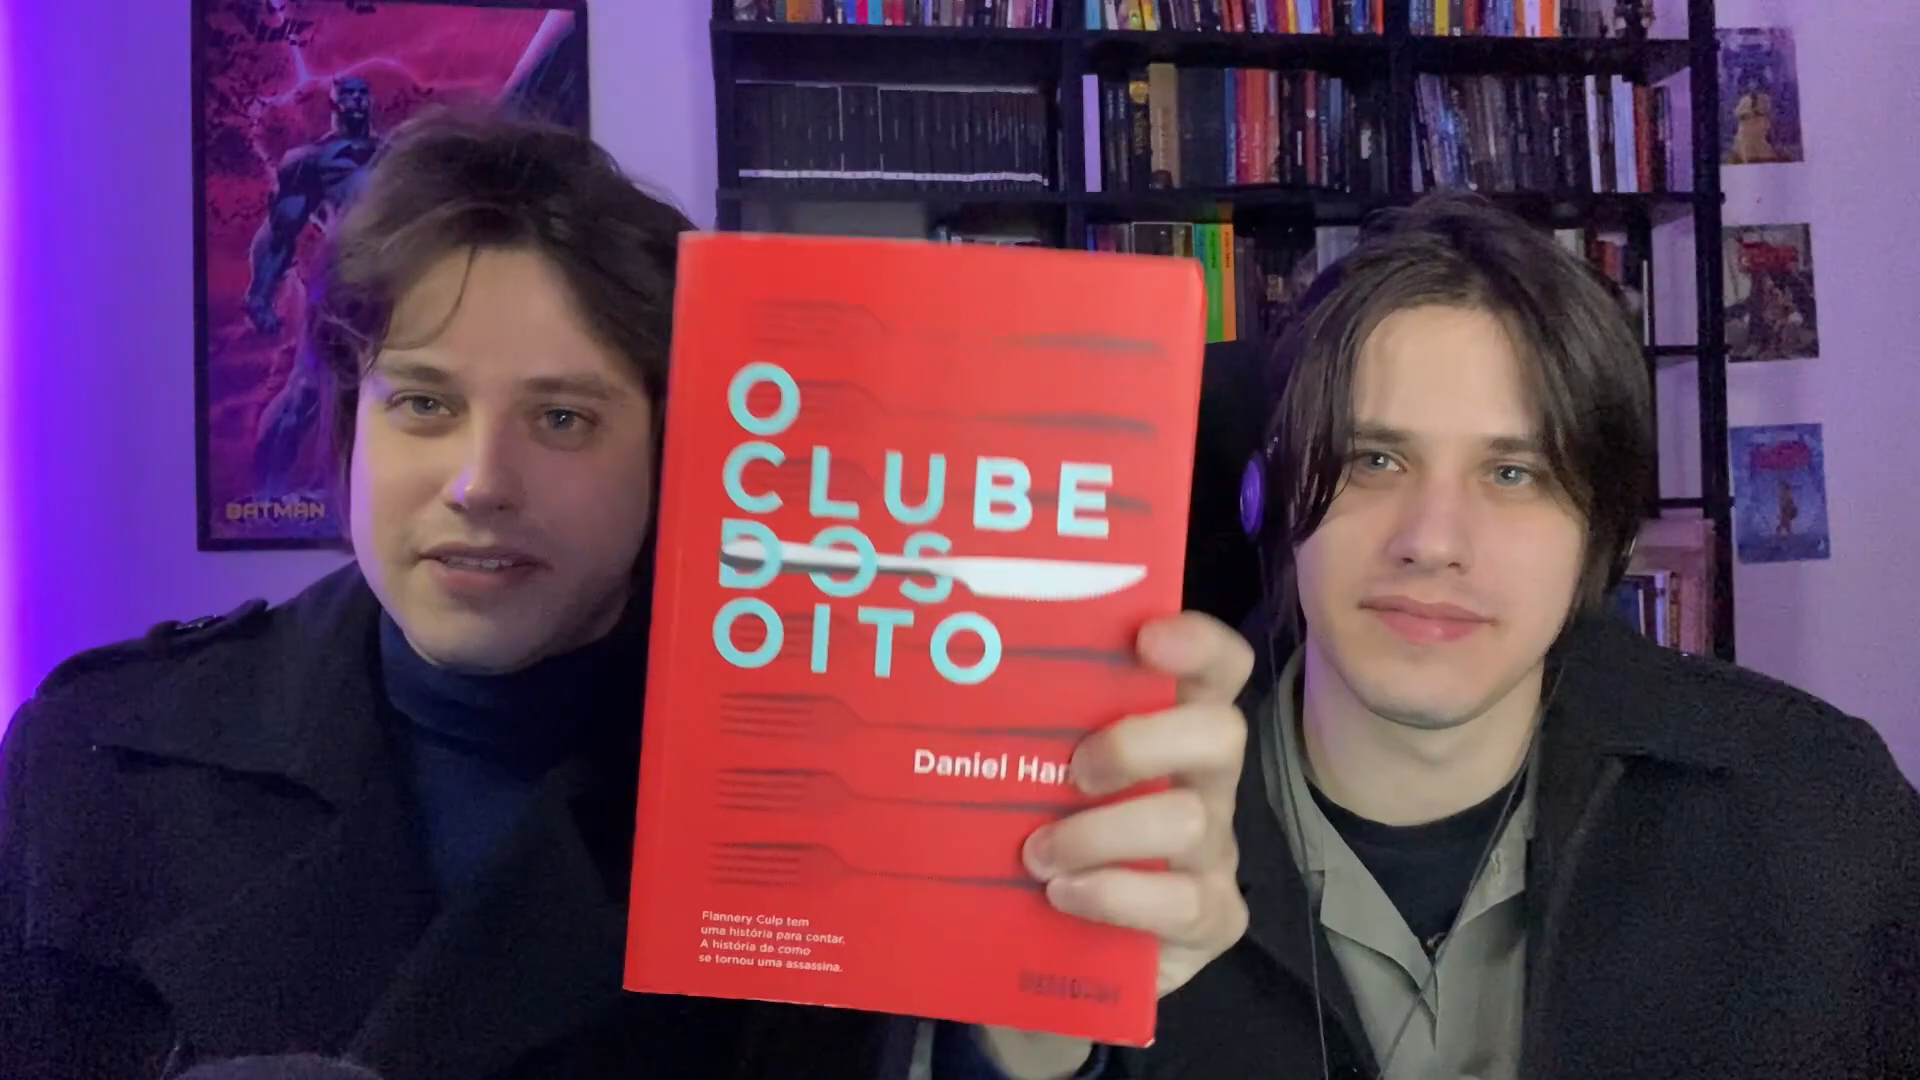 O
CLUBE
DOS
OITO
Daniel Han
Flannery Culp tem
uma história para contar.
A história de como
se tornou uma assassina.
BATMAN